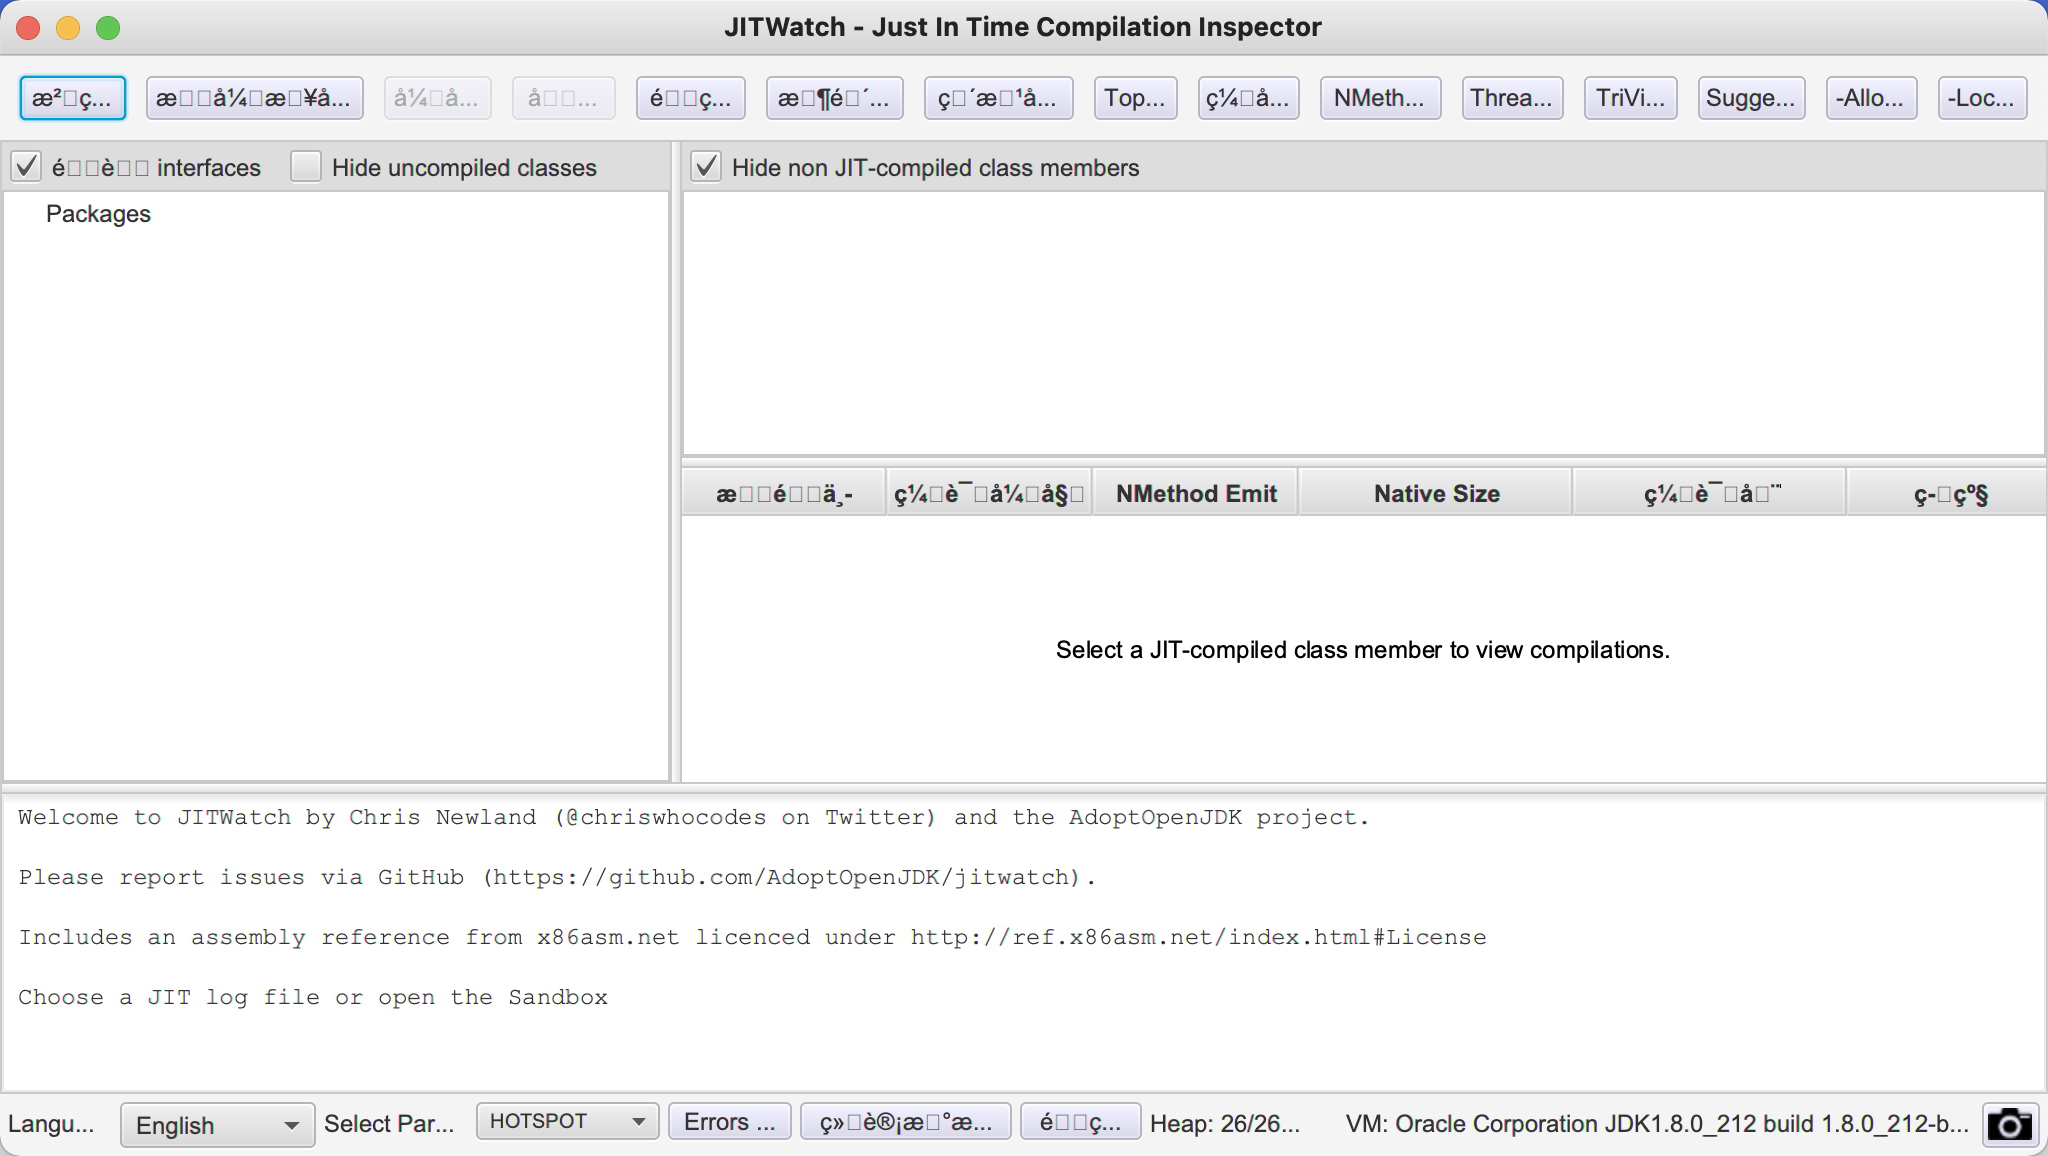 JITWatch - Just In Time Compilation Inspector
æ²□ç... æ□□å¼□æ□¥å... å¼□å... å□□... é□□ç... æ□¶é□´... ç□´æ□¹å... Top... ç¼□å... NMeth... Threa... TriVi... Sugge... -Allo... -Loc...
é□□è□□ interfaces Hide uncompiled classes Hide non JIT-compiled class members
Packages
æ□□é□□ä¸- ç¼□è¯□å¼□å§□ NMethod Emit Native Size ç¼□è¯□å□¨ ç-□çº§
Select a JIT-compiled class member to view compilations.
Welcome to JITWatch by Chris Newland (@chriswhocodes on Twitter) and the AdoptOpenJDK project.
Please report issues via GitHub (https://github.com/AdoptOpenJDK/jitwatch).
Includes an assembly reference from x86asm.net licenced under http://ref.x86asm.net/index.html#License
Choose a JIT log file or open the Sandbox
Langu... English Select Par... HOTSPOT Errors ... ç»□è®¡æ□°æ... é□□ç... Heap: 26/26... VM: Oracle Corporation JDK1.8.0_212 build 1.8.0_212-b...